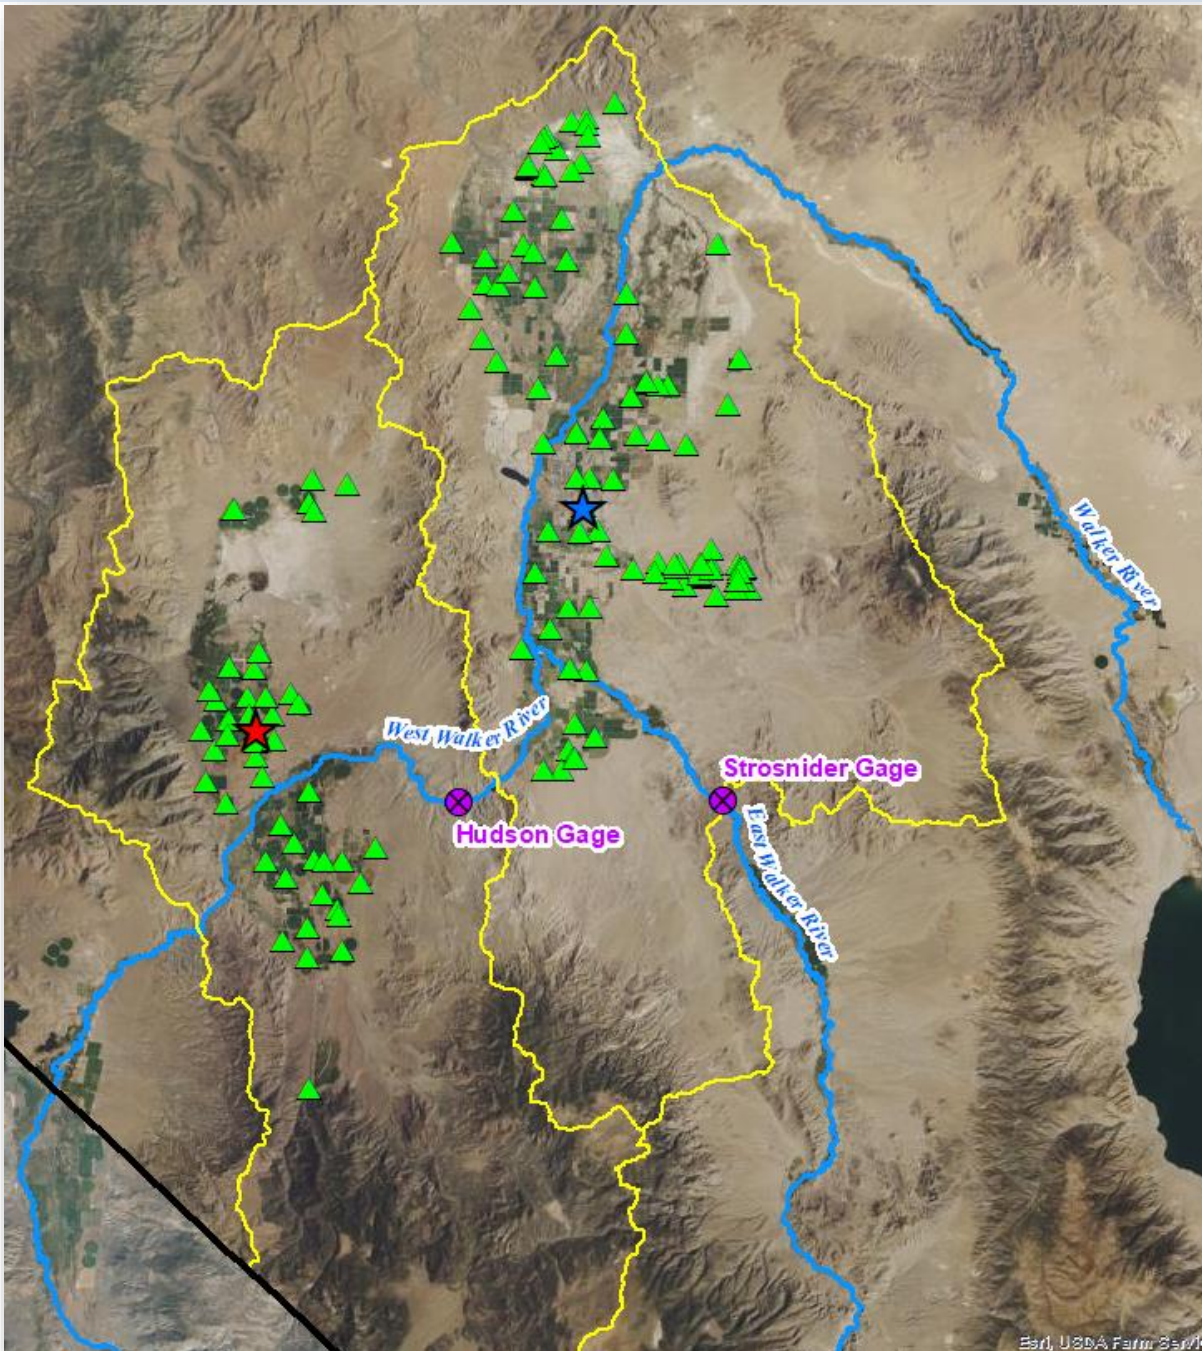 Walker River
West Walker River
Strosnider Gage
Hudson Gage
East Walker River
Esri, USDA Farm Servi